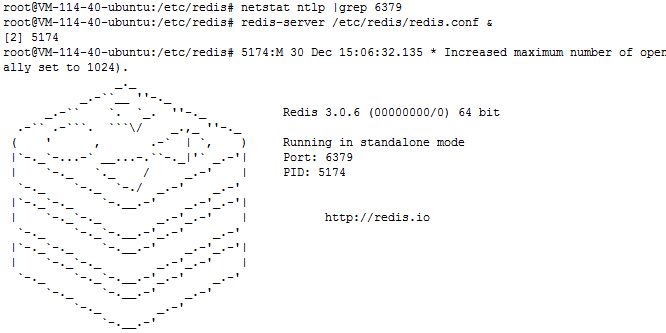 root@VM-114-40-ubuntu:/etc/redis# netstat ntlp |grep 6379
root@VM-114-40-ubuntu:/etc/redis# redis-server /etc/redis/redis.conf &
[2] 5174
root@VM-114-40-ubuntu:/etc/redis# 5174:M 30 Dec 15:06:32.135 * Increased maximum number of open
ally set to 1024).
Redis 3.0.6 (00000000/0) 64 bit
Running in standalone mode
Port: 6379
PID: 5174
http://redis.io